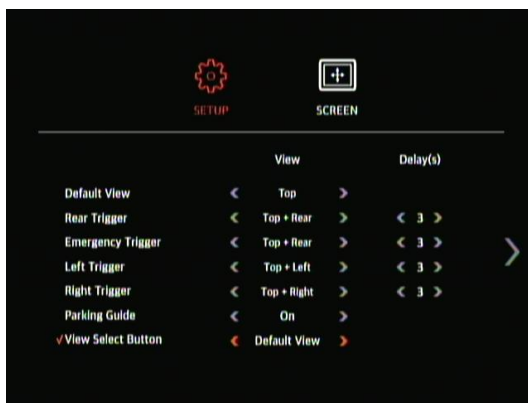 SETUP SCREEN
View Delay(s)
Default View < Top >
Rear Trigger < Top + Rear > < 3 >
Emergency Trigger < Top + Rear > < 3 >
Left Trigger < Top + Left > < 3 >
Right Trigger < Top + Right > < 3 >
Parking Guide < On >
✓View Select Button < Default View >